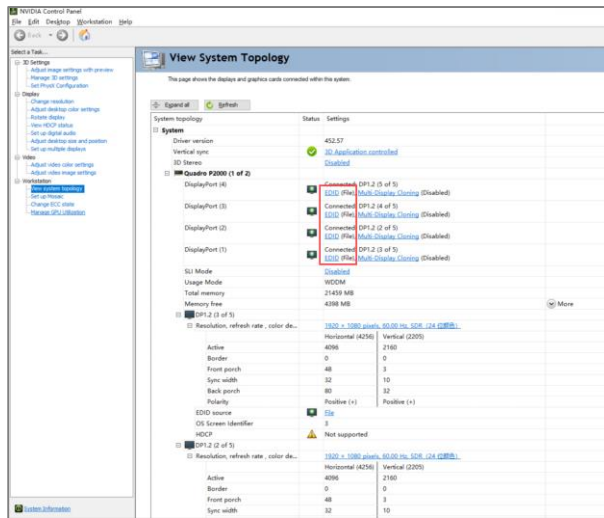 NVIDIA Control Panel
File Edit Desktop Workstation Help
Back
Select a Task...
3D Settings
Adjust image settings with preview
Manage 3D settings
Set PhysX Configuration
Display
Change resolution
Adjust desktop color settings
Rotate display
View HDCP status
Set up digital audio
Adjust desktop size and position
Set up multiple displays
Video
Adjust video color settings
Adjust video image settings
Workstation
View system topology
Set up Mosaic
Change ECC state
Manage GPU Utilization
System Information
View System Topology
This page shows the displays and graphics cards connected within this system.
Expand all Refresh
System topology Status Settings
System
Driver version 452.57
Vertical sync 3D Application controlled
3D Stereo Disabled
Quadro P2000 (1 of 2)
DisplayPort (4) Connected, DP1.2 (5 of 5)
EDID (File), Multi-Display Cloning (Disabled)
DisplayPort (3) Connected, DP1.2 (4 of 5)
EDID (File), Multi-Display Cloning (Disabled)
DisplayPort (2) Connected, DP1.2 (2 of 5)
EDID (File), Multi-Display Cloning (Disabled)
DisplayPort (1) Connected, DP1.2 (3 of 5)
EDID (File), Multi-Display Cloning (Disabled)
SLI Mode Disabled
Usage Mode WDDM
Total memory 21459 MB
Memory free 4398 MB More
DP1.2 (3 of 5)
Resolution, refresh rate , color de... 1920 × 1080 pixels, 60.00 Hz, SDR (24 位颜色)
Horizontal (4256) Vertical (2205)
Active 4096 2160
Border 0 0
Front porch 48 3
Sync width 32 10
Back porch 80 32
Polarity Positive (+) Positive (+)
EDID source File
OS Screen Identifier 3
HDCP Not supported
DP1.2 (2 of 5)
Resolution, refresh rate , color de... 1920 × 1080 pixels, 60.00 Hz, SDR (24 位颜色)
Horizontal (4256) Vertical (2205)
Active 4096 2160
Border 0 0
Front porch 48 3
Sync width 32 10